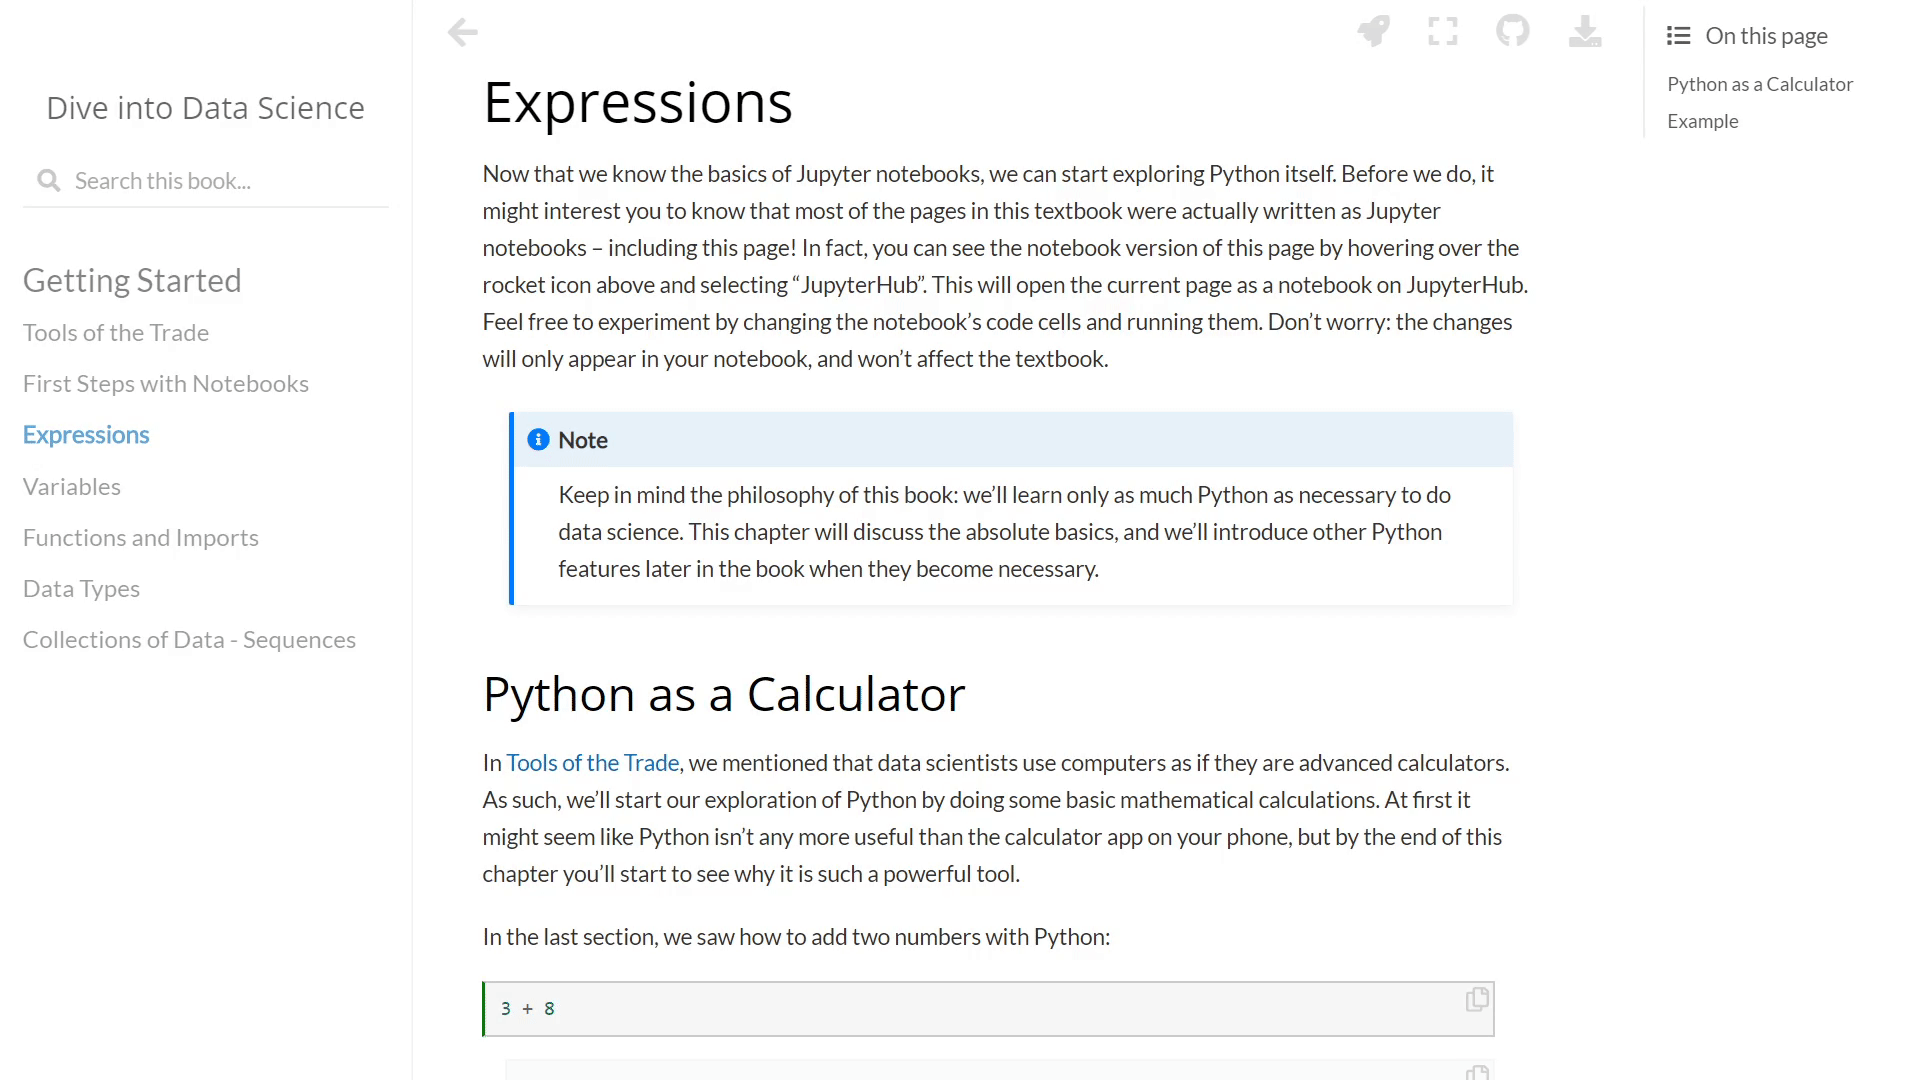 Dive into Data Science
Search this book...
Getting Started
Tools of the Trade
First Steps with Notebooks
Expressions
Variables
Functions and Imports
Data Types
Collections of Data - Sequences
Expressions
Now that we know the basics of Jupyter notebooks, we can start exploring Python itself. Before we do, it
might interest you to know that most of the pages in this textbook were actually written as Jupyter
notebooks – including this page! In fact, you can see the notebook version of this page by hovering over the
rocket icon above and selecting “JupyterHub”. This will open the current page as a notebook on JupyterHub.
Feel free to experiment by changing the notebook’s code cells and running them. Don’t worry: the changes
will only appear in your notebook, and won’t affect the textbook.
Note
Keep in mind the philosophy of this book: we’ll learn only as much Python as necessary to do
data science. This chapter will discuss the absolute basics, and we’ll introduce other Python
features later in the book when they become necessary.
Python as a Calculator
In Tools of the Trade, we mentioned that data scientists use computers as if they are advanced calculators.
As such, we’ll start our exploration of Python by doing some basic mathematical calculations. At first it
might seem like Python isn’t any more useful than the calculator app on your phone, but by the end of this
chapter you’ll start to see why it is such a powerful tool.
In the last section, we saw how to add two numbers with Python:
3 + 8
On this page
Python as a Calculator
Example